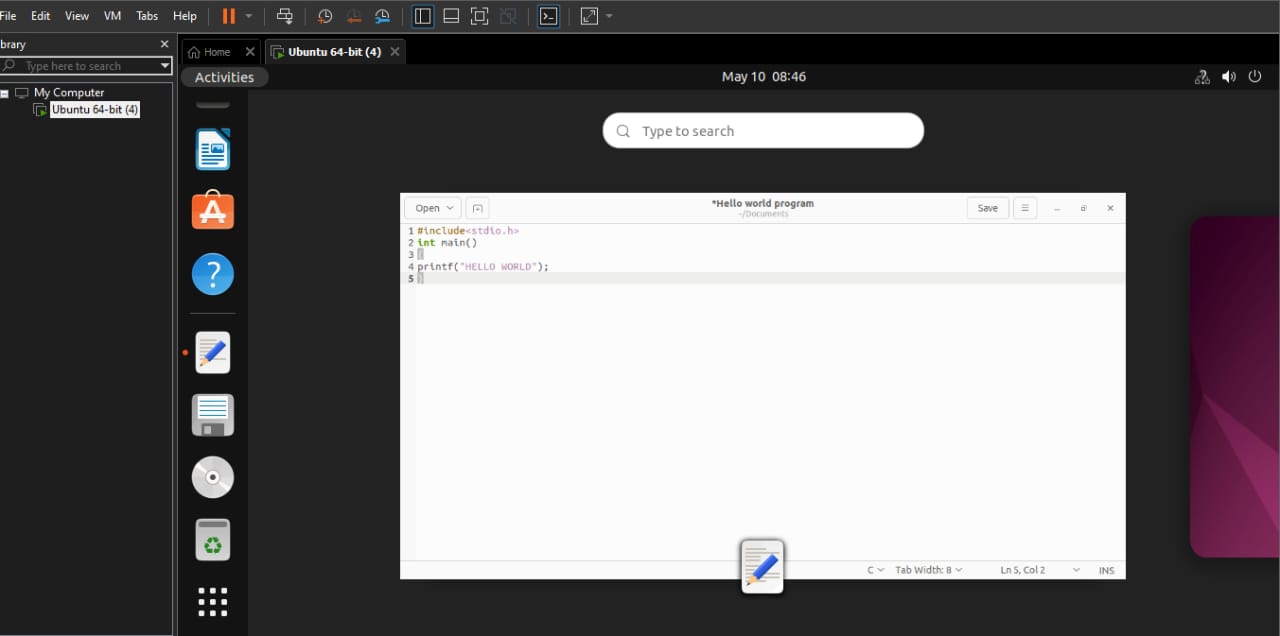 File Edit View VM Tabs Help
brary
Type here to search
My Computer
Ubuntu 64-bit (4)
Home
Ubuntu 64-bit (4)
Activities
May 10 08:46
Type to search
Open
*Hello world program
~/Documents
Save
1 #include<stdio.h>
2 int main()
3 {
4 printf("HELLO WORLD");
5 }
C
Tab Width: 8
Ln 5, Col 2
INS